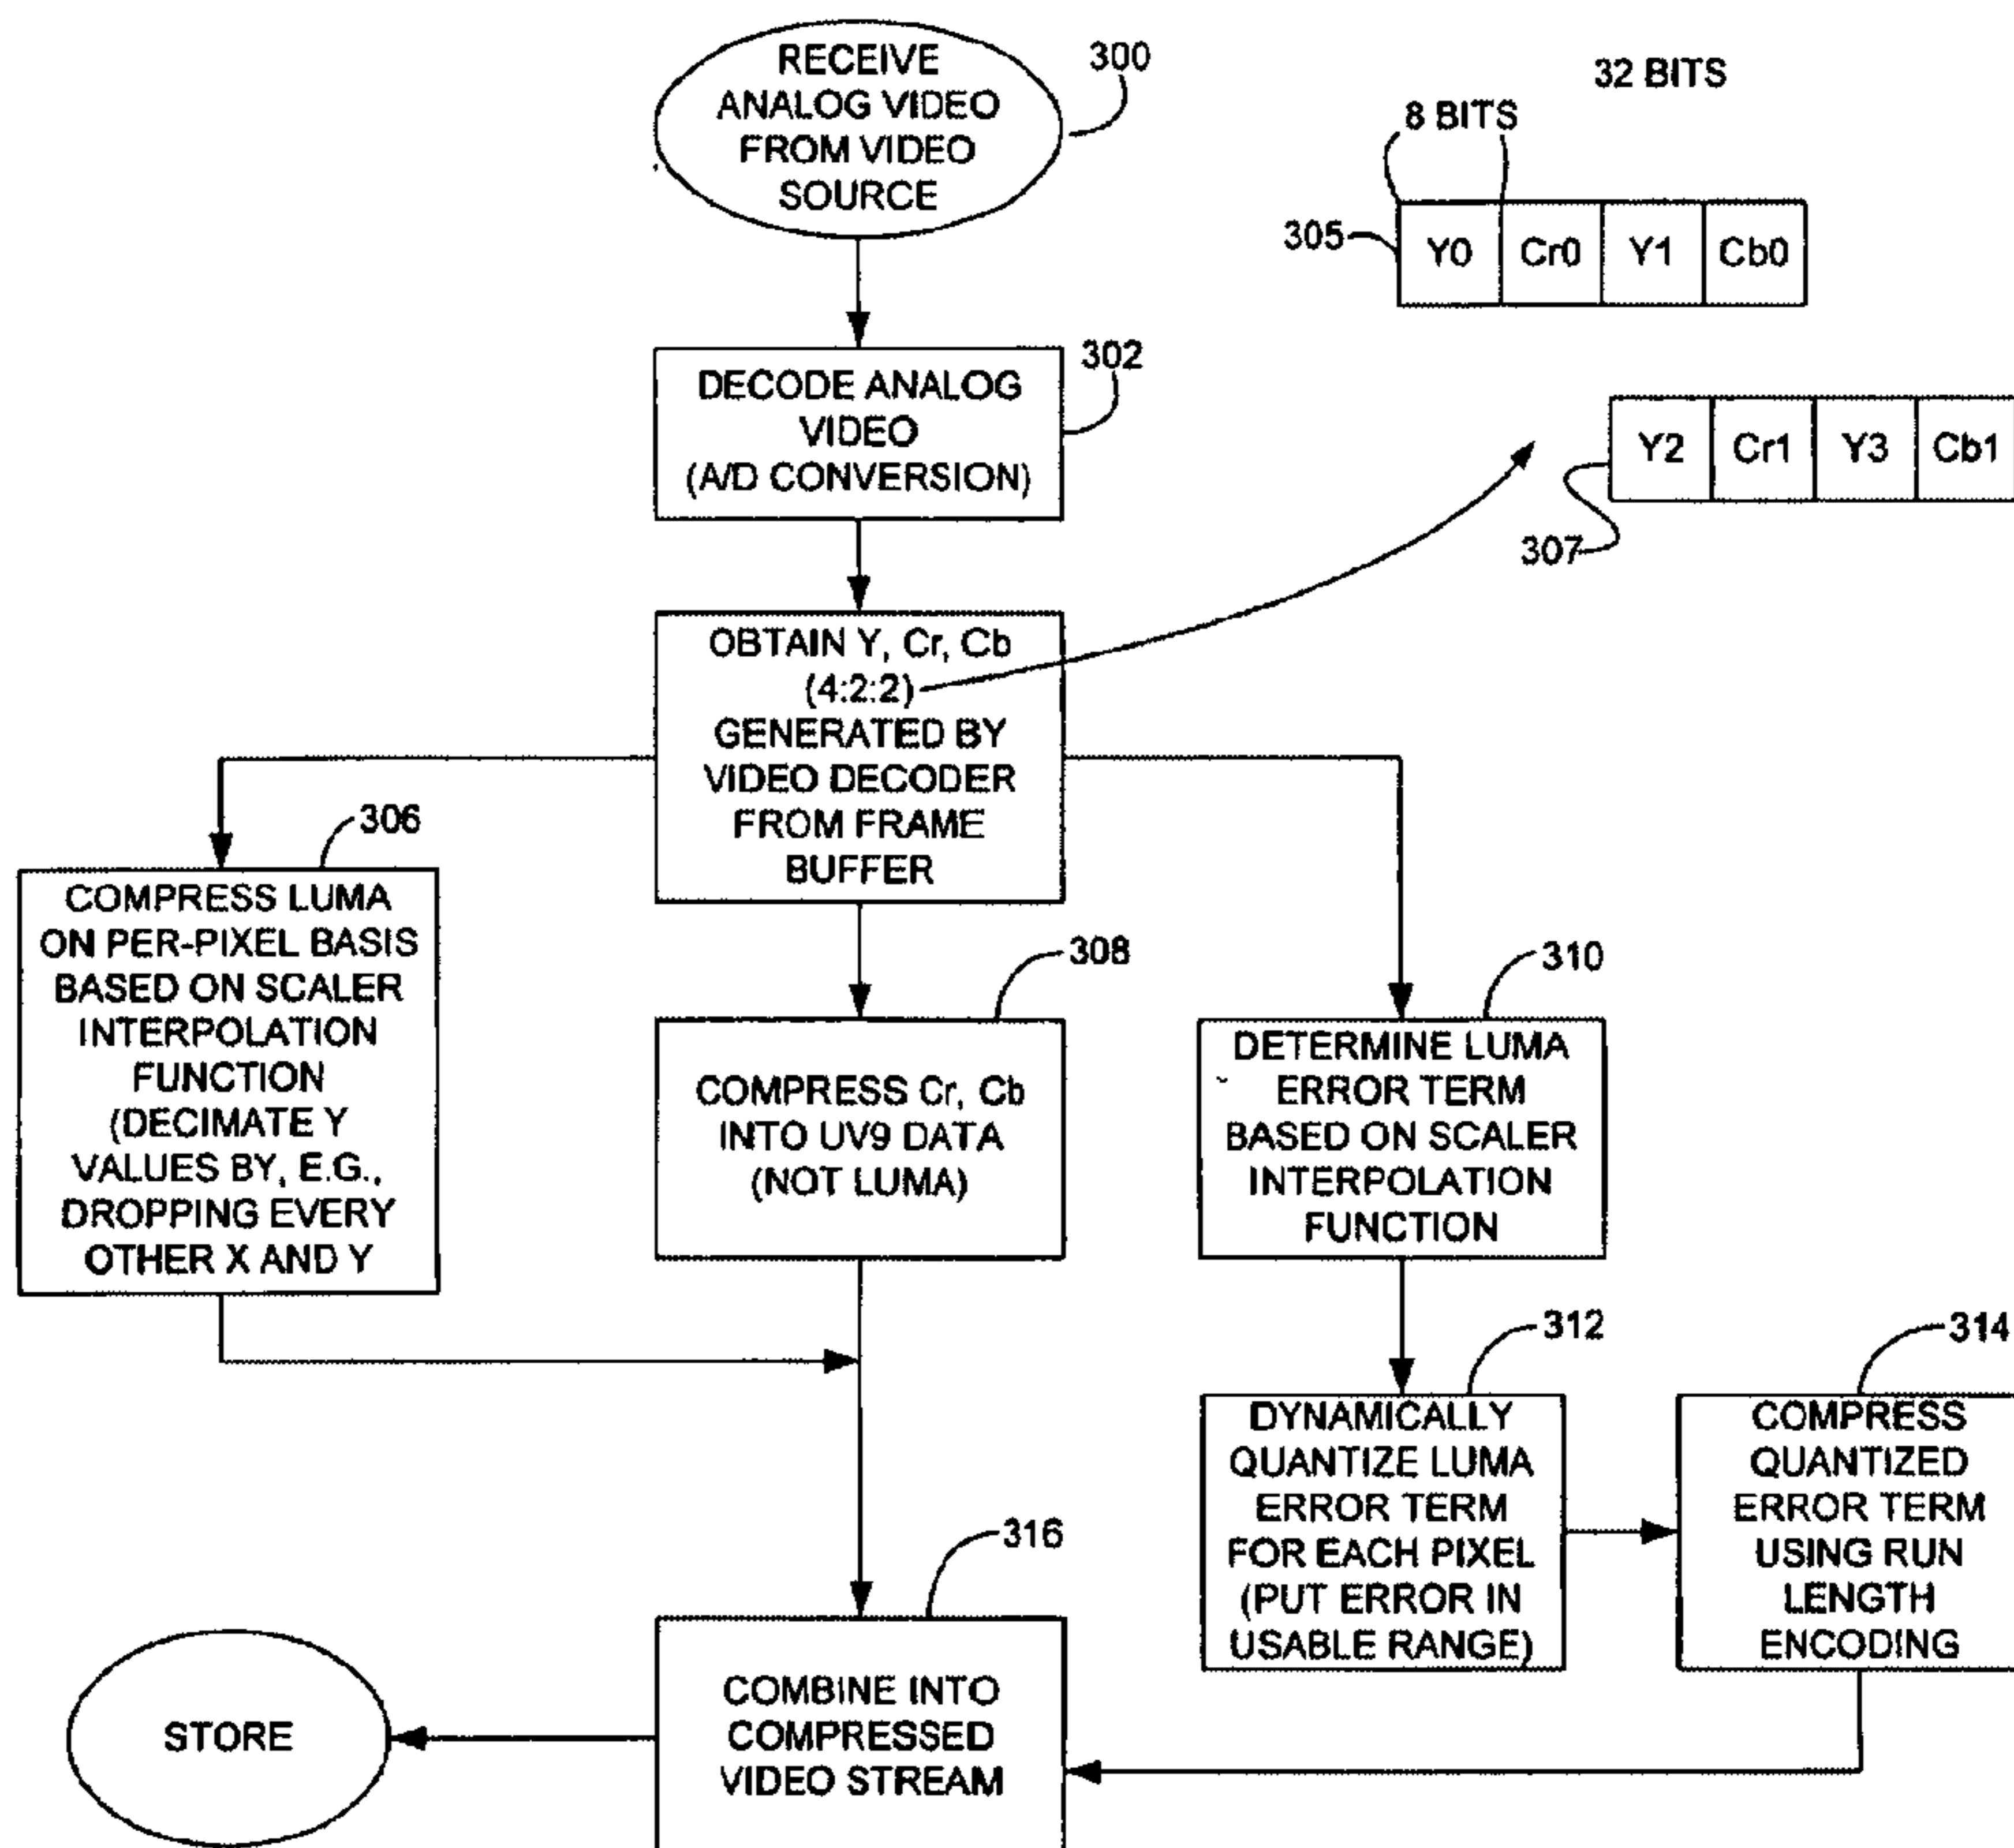 RECEIVE
ANALOG VIDEO
FROM VIDEO
SOURCE
300
32 BITS
8 BITS
305
Y0 Cr0 Y1 Cb0
DECODE ANALOG
VIDEO
(A/D CONVERSION)
302
Y2 Cr1 Y3 Cb1
307
OBTAIN Y, Cr, Cb
(4:2:2)
GENERATED BY
VIDEO DECODER
FROM FRAME
BUFFER
306
COMPRESS LUMA
ON PER-PIXEL BASIS
BASED ON SCALER
INTERPOLATION
FUNCTION
(DECIMATE Y
VALUES BY, E.G.,
DROPPING EVERY
OTHER X AND Y
308
COMPRESS Cr, Cb
INTO UV9 DATA
(NOT LUMA)
310
DETERMINE LUMA
ERROR TERM
BASED ON SCALER
INTERPOLATION
FUNCTION
312
DYNAMICALLY
QUANTIZE LUMA
ERROR TERM
FOR EACH PIXEL
(PUT ERROR IN
USABLE RANGE)
314
COMPRESS
QUANTIZED
ERROR TERM
USING RUN
LENGTH
ENCODING
316
COMBINE INTO
COMPRESSED
VIDEO STREAM
STORE